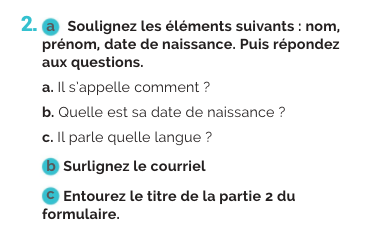 2. a Soulignez les éléments suivants : nom,
prénom, date de naissance. Puis répondez
aux questions.
a. Il s'appelle comment ?
b. Quelle est sa date de naissance ?
c. Il parle quelle langue ?
b Surlignez le courriel
c Entourez le titre de la partie 2 du
formulaire.